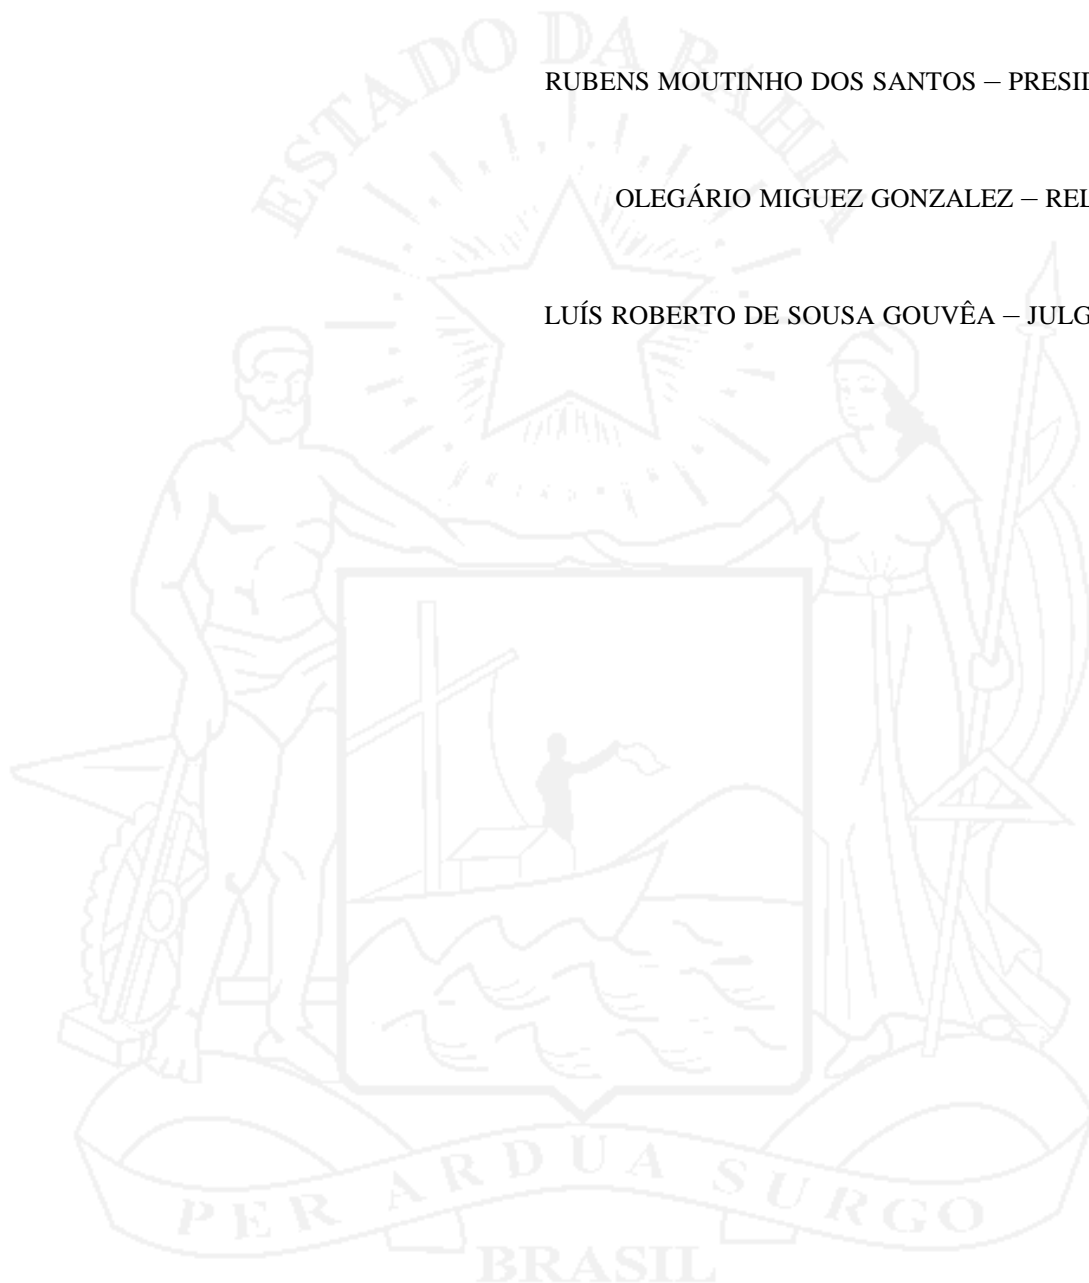 ESTADO DA BAHIA
RUBENS MOUTINHO DOS SANTOS – PRESI
OLEGÁRIO MIGUEZ GONZALEZ – REL
LUÍS ROBERTO DE SOUSA GOUVÊA – JULG
PER ARDUA SURGO
BRASIL